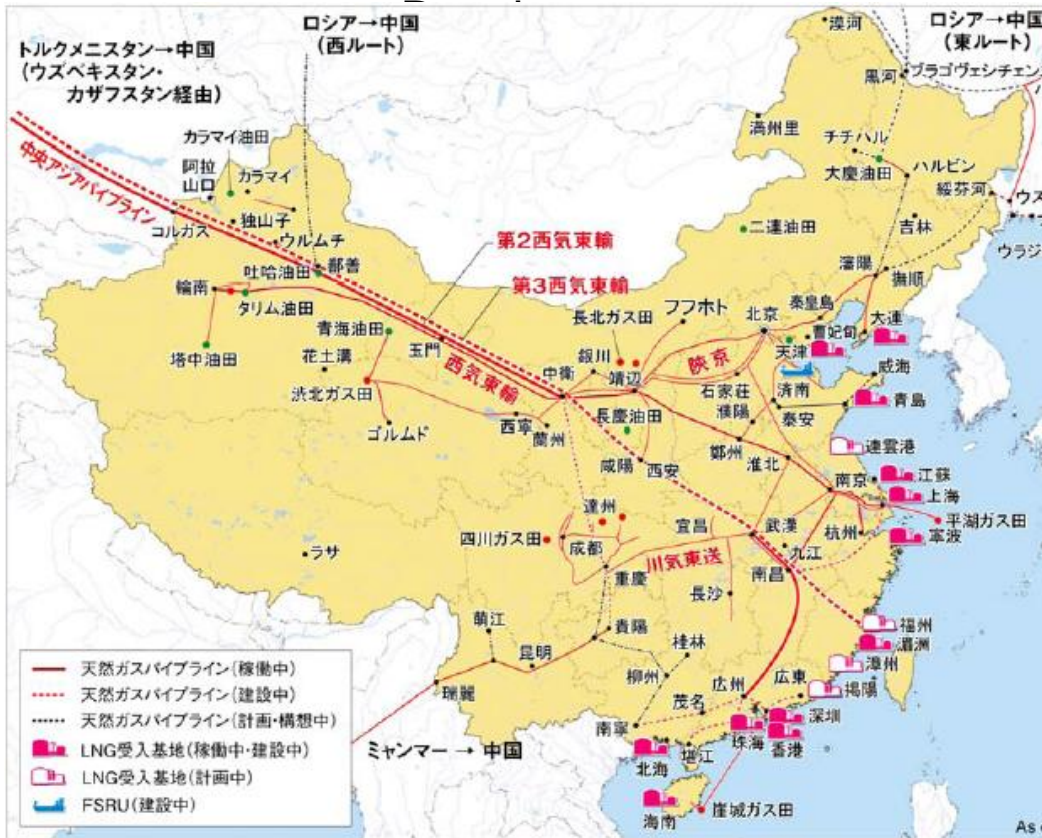 ロシア→中国
(西ルート)
ロシア→中国
(東ルート)
トルクメニスタン→中国
(ウズベキスタン・
カザフスタン経由)
漠河
黒河
ブラゴヴェシチェン
満州里
チチハル
大慶油田
ハルビン
綏芬河
ウス
吉林
ウラジ
二連油田
瀋陽
撫順
カラマイ油田
阿拉
山口
カラマイ
中央アジアパイプライン
コルガス
独山子
ウルムチ
吐哈油田
鄯善
第2西気東輸
第3西気東輸
輪南
タリム油田
塔中油田
青海油田
花土溝
玉門
西気東輸
渋北ガス田
ゴルムド
西寧
蘭州
中衛
長北ガス田
フフホト
銀川
靖辺
陝京
北京
秦皇島
曹妃甸
大連
天津
石家荘
済南
威海
青島
濮陽
泰安
長慶油田
咸陽
西安
鄭州
淮北
連雲港
南京
江蘇
上海
平湖ガス田
杭州
寧波
達州
四川ガス田
成都
宜昌
武漢
九江
川気東送
重慶
南昌
長沙
ラサ
萌江
昆明
貴陽
桂林
柳州
瑞麗
南寧
茂名
広州
広東
福州
湄洲
漳州
掲陽
深圳
珠海
香港
北海
堪江
海南
崖城ガス田
ミャンマー → 中国
天然ガスパイプライン(稼働中)
天然ガスパイプライン(建設中)
天然ガスパイプライン(計画・構想中)
LNG受入基地(稼働中・建設中)
LNG受入基地(計画中)
FSRU(建設中)
As